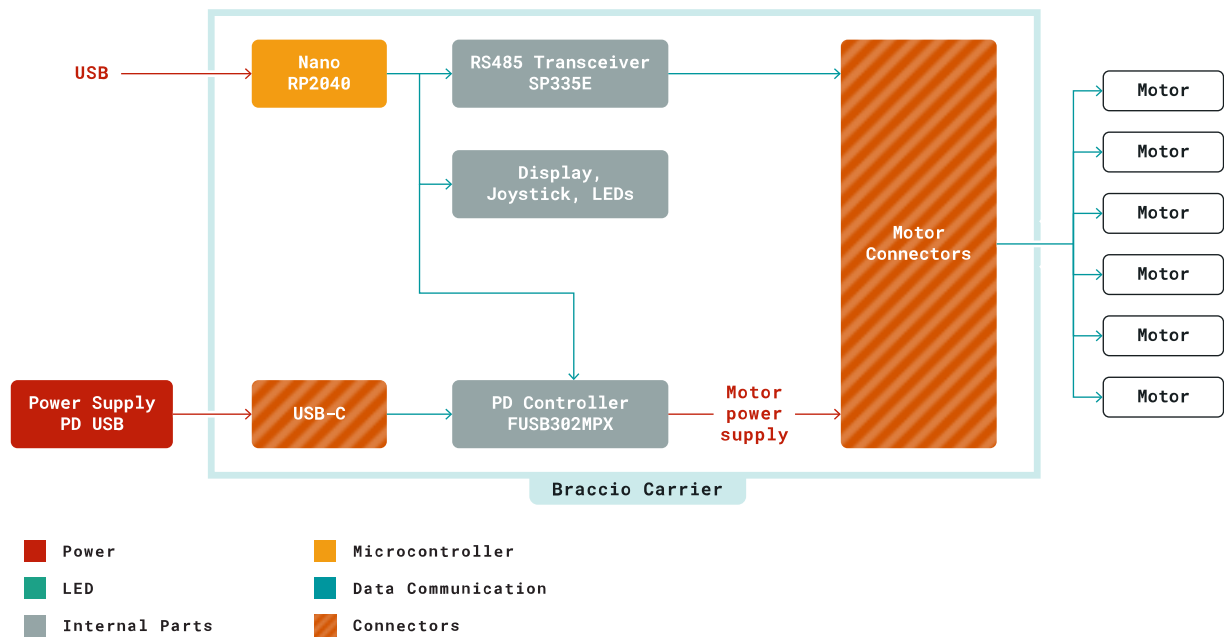 USB
Nano
RP2040
RS485 Transceiver
SP335E
Display,
Joystick, LEDs
Motor
Connectors
Motor
Motor
Motor
Motor
Motor
Motor
Power Supply
PD USB
USB-C
PD Controller
FUSB302MPX
Motor
power
supply
Braccio Carrier
Power
Microcontroller
LED
Data Communication
Internal Parts
Connectors